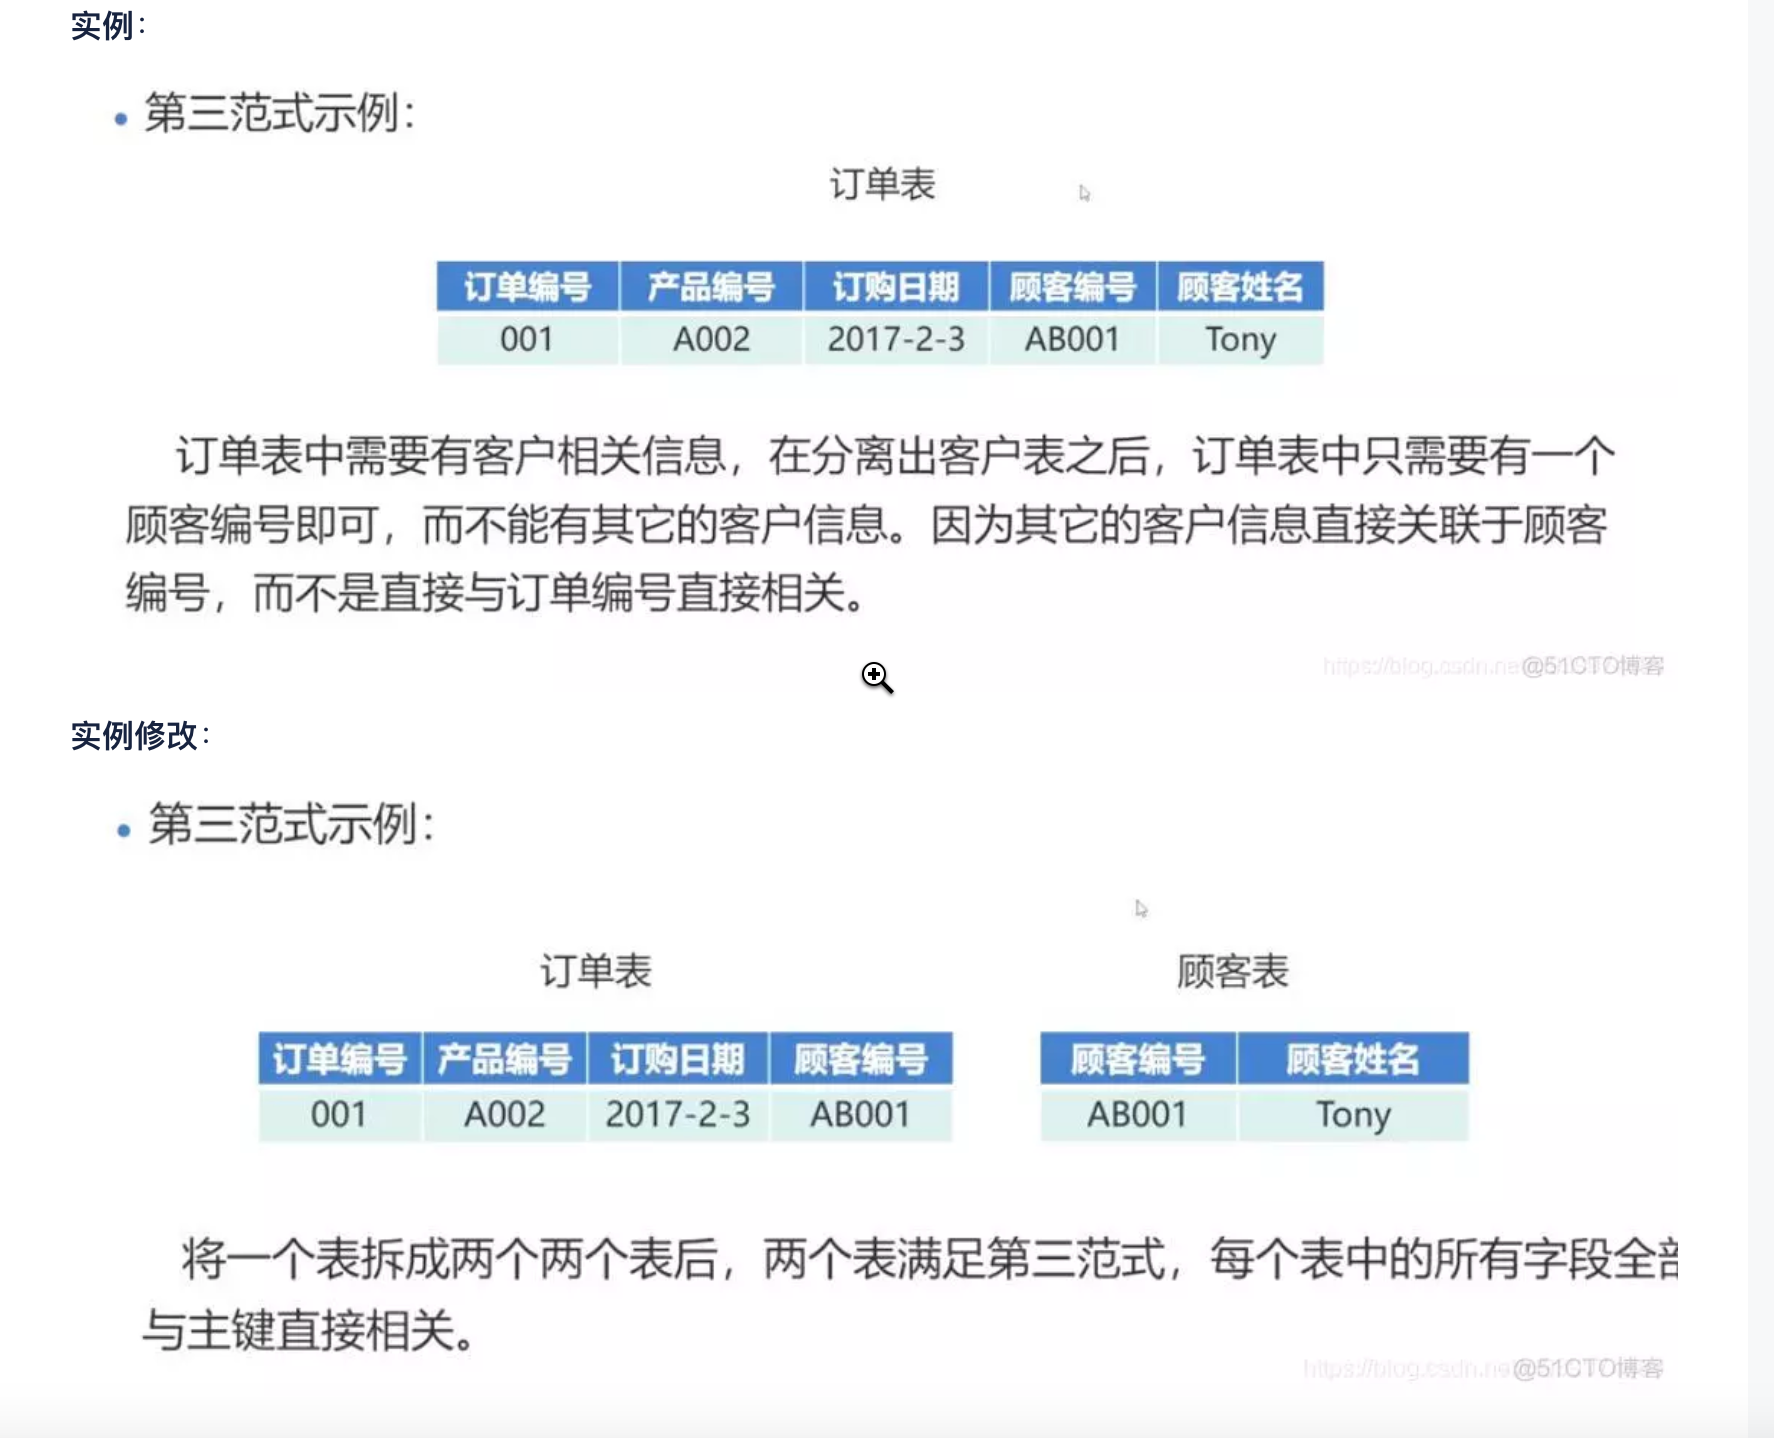 实例：
第三范式示例：
订单表
订单编号 产品编号 订购日期 顾客编号 顾客姓名
001 A002 2017-2-3 AB001 Tony
订单表中需要有客户相关信息，在分离出客户表之后，订单表中只需要有一个
顾客编号即可，而不能有其它的客户信息。因为其它的客户信息直接关联于顾客
编号，而不是直接与订单编号直接相关。
https://blog.csdn.ne @51CTO博客
实例修改：
第三范式示例：
订单表 顾客表
订单编号 产品编号 订购日期 顾客编号 顾客编号 顾客姓名
001 A002 2017-2-3 AB001 AB001 Tony
将一个表拆成两个两个表后，两个表满足第三范式，每个表中的所有字段全部
与主键直接相关。
https://blog.csdn.ne @51CTO博客